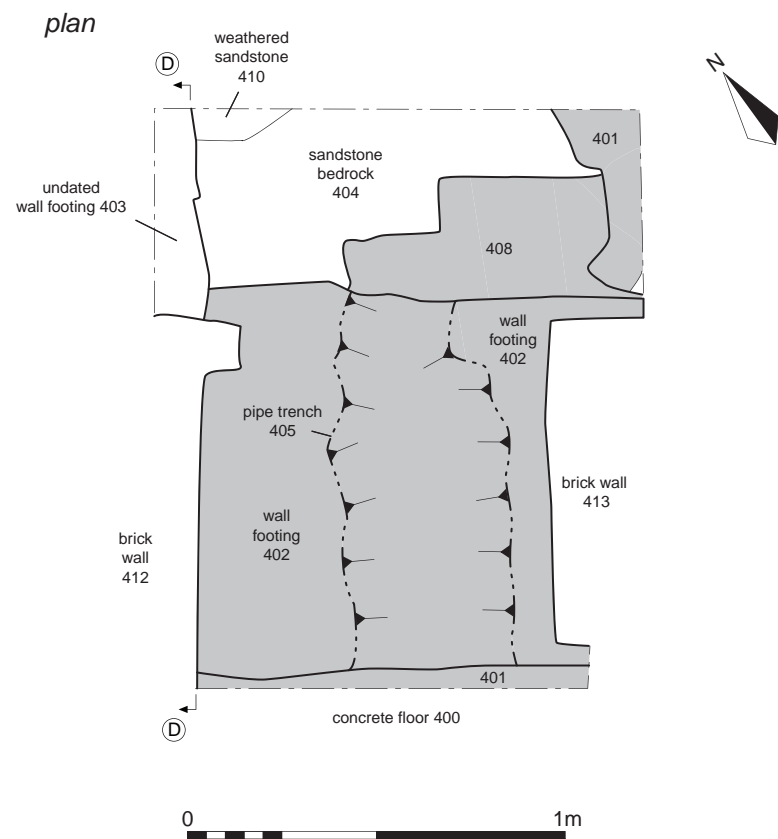 plan
weathered
sandstone
410
D
N
401
sandstone
bedrock
404
undated
wall footing 403
408
wall
footing
402
pipe trench
405
brick wall
413
wall
footing
402
brick
wall
412
401
D
concrete floor 400
0
1m